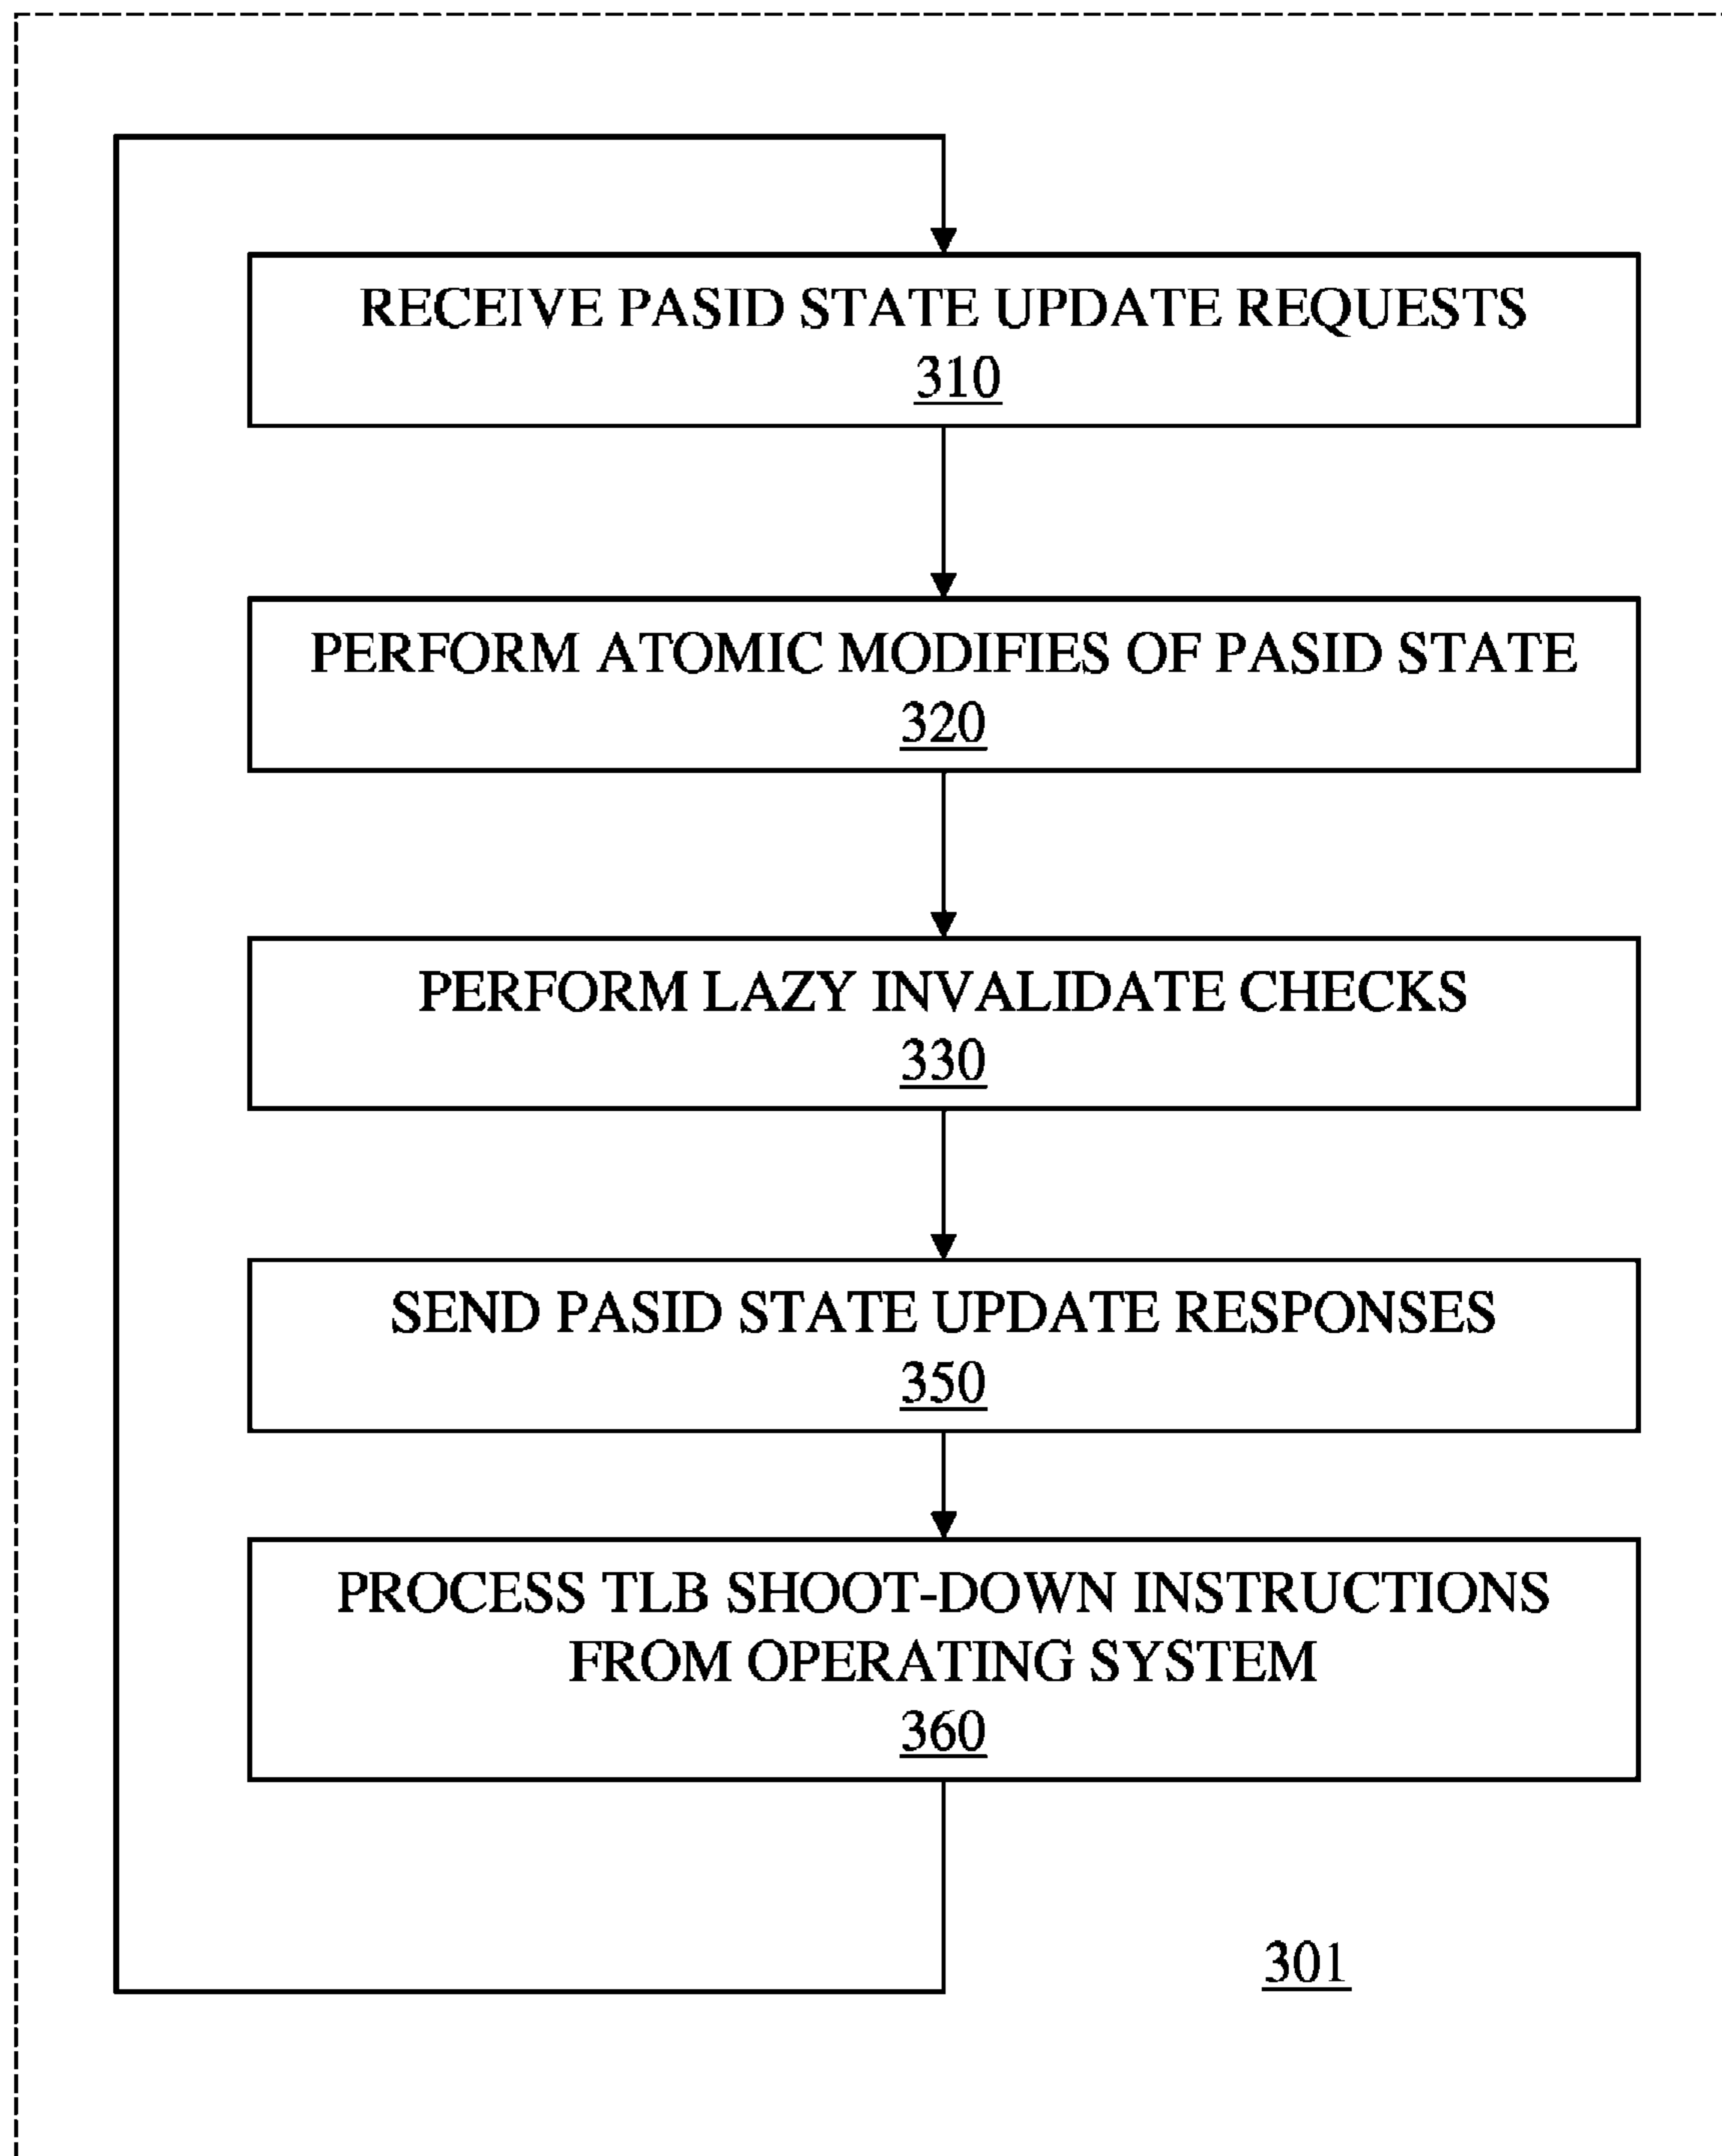 RECEIVE PASID STATE UPDATE REQUESTS
310
PERFORM ATOMIC MODIFIES OF PASID STATE
320
PERFORM LAZY INVALIDATE CHECKS
330
SEND PASID STATE UPDATE RESPONSES
350
PROCESS TLB SHOOT-DOWN INSTRUCTIONS
FROM OPERATING SYSTEM
360
301